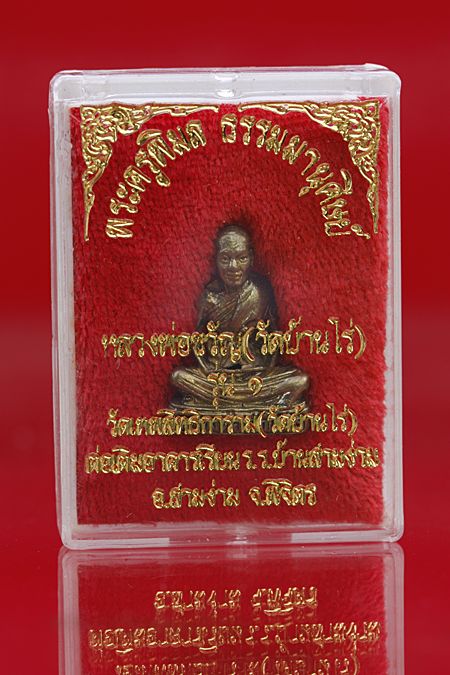 พระครูพิมล ธรรมมานุศิษย์
หลวงพ่อขวัญ(วัดบ้านไร่)
รุ่น ๑
วัดเทพสิทธิการาม(วัดบ้านไร่)
ต่อเติมอาคารเรียน ร.ร.บ้านสามง่าม
อ.สามง่าม จ.พิจิตร